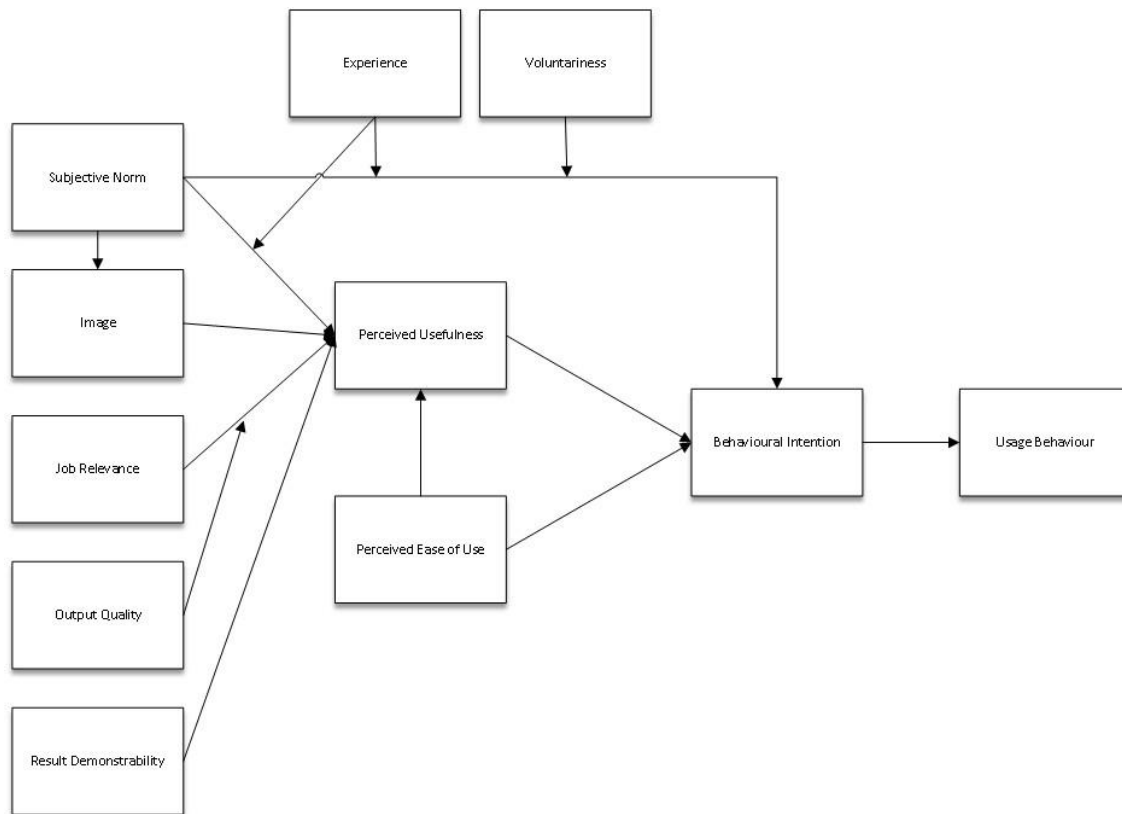 Experience
Voluntariness
Subjective Norm
Image
Perceived Usefulness
Job Relevance
Behavioural Intention
Usage Behaviour
Perceived Ease of Use
Output Quality
Result Demonstrability